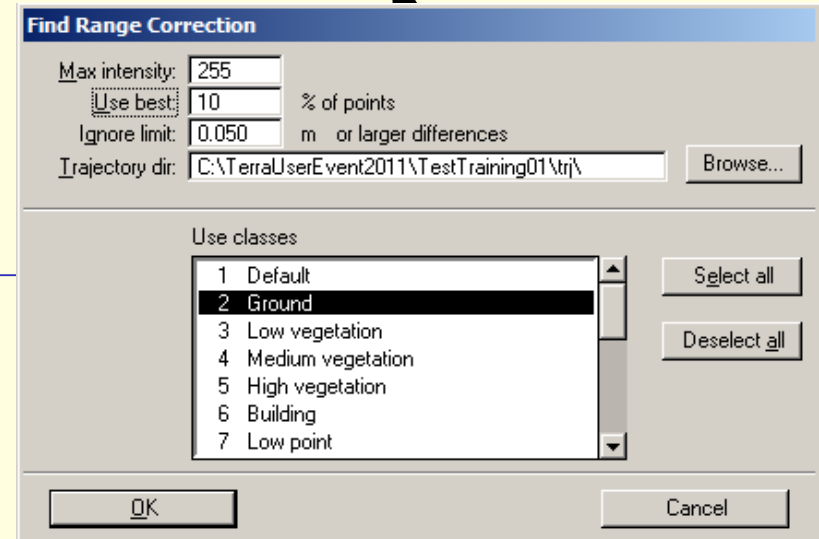 Find Range Correction
Max intensity: 255
Use best: 10 % of points
Ignore limit: 0.050 m or larger differences
Trajectory dir: C:\TerraUserEvent2011\TestTraining01\trj\ Browse...
Use classes
1 Default
2 Ground
3 Low vegetation
4 Medium vegetation
5 High vegetation
6 Building
7 Low point
Select all
Deselect all
OK Cancel